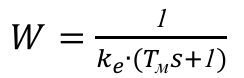 W = 1 / (kₑ·(Tₘs+1))